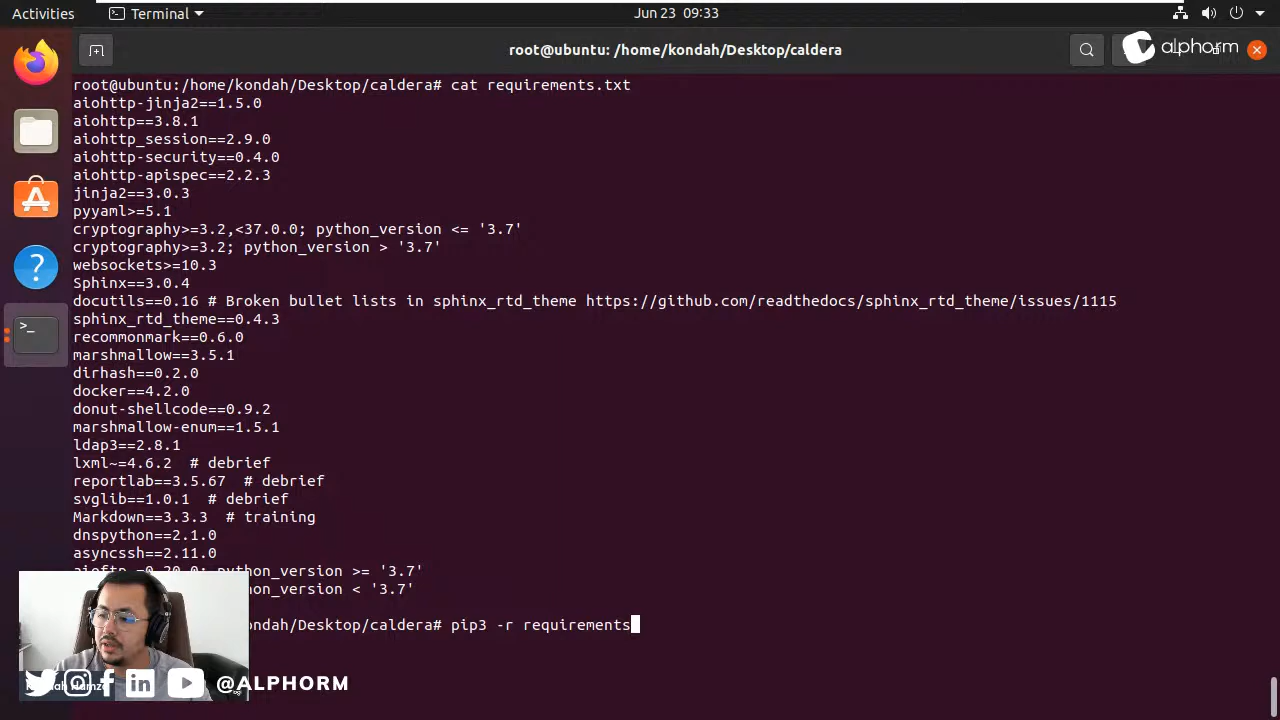 Activities
Terminal
Jun 23 09:33
root@ubuntu: /home/kondah/Desktop/caldera
alphorm
root@ubuntu:/home/kondah/Desktop/caldera# cat requirements.txt
aiohttp-jinja2==1.5.0
aiohttp==3.8.1
aiohttp_session==2.9.0
aiohttp-security==0.4.0
aiohttp-apispec==2.2.3
jinja2==3.0.3
pyyaml>=5.1
cryptography>=3.2,<37.0.0; python_version <= '3.7'
cryptography>=3.2; python_version > '3.7'
websockets>=10.3
Sphinx==3.0.4
docutils==0.16 # Broken bullet lists in sphinx_rtd_theme https://github.com/readthedocs/sphinx_rtd_theme/issues/1115
sphinx_rtd_theme==0.4.3
recommonmark==0.6.0
marshmallow==3.5.1
dirhash==0.2.0
docker==4.2.0
donut-shellcode==0.9.2
marshmallow-enum==1.5.1
ldap3==2.8.1
lxml~=4.6.2  # debrief
reportlab==3.5.67  # debrief
svglib==1.0.1  # debrief
Markdown==3.3.3  # training
dnspython==2.1.0
asyncssh==2.11.0
python_version >= '3.7'
hon_version < '3.7'
ondah/Desktop/caldera# pip3 -r requirements
@ALPHORM